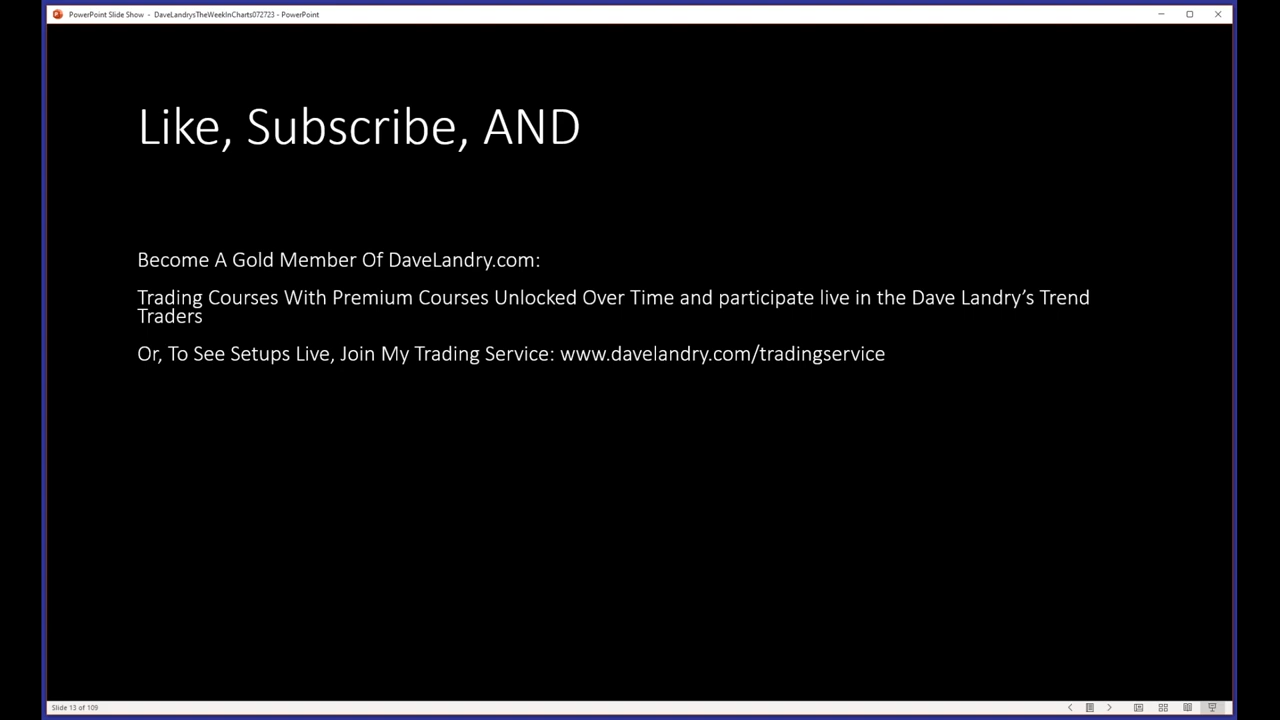 PowerPoint Slide Show - DaveLandrysTheWeekInCharts072723 - PowerPoint
Like, Subscribe, AND
Become A Gold Member Of DaveLandry.com:
Trading Courses With Premium Courses Unlocked Over Time and participate live in the Dave Landry’s Trend
Traders
Or, To See Setups Live, Join My Trading Service: www.davelandry.com/tradingservice
Slide 13 of 109